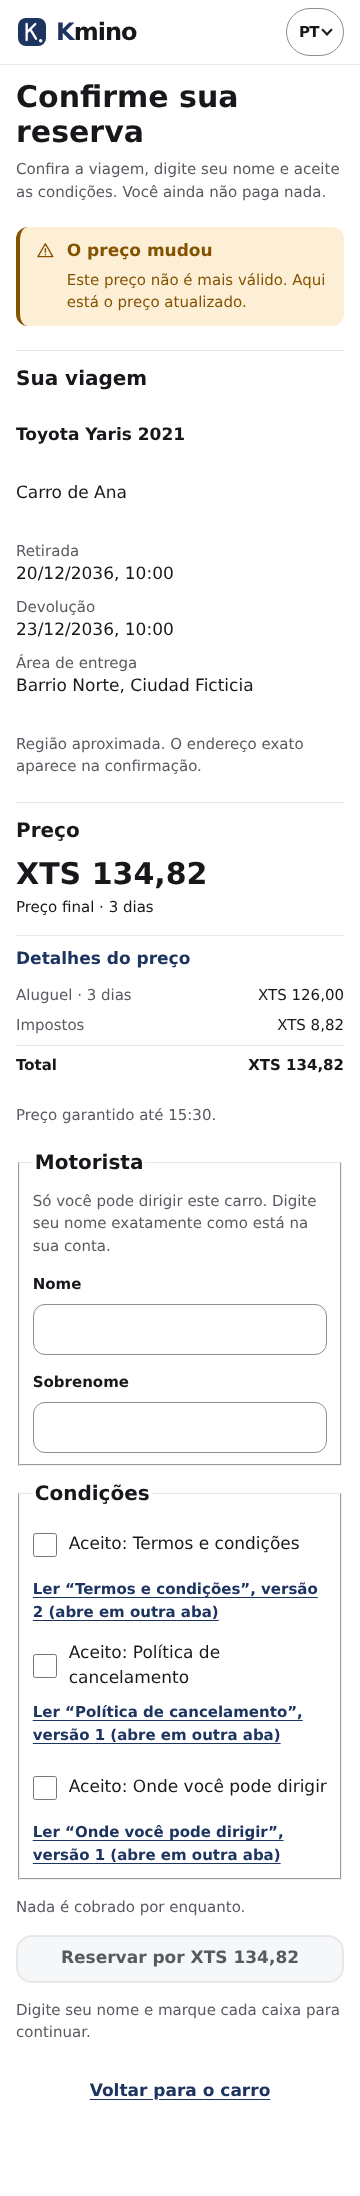 K. Kmino
PT
Confirme sua
reserva
Confira a viagem, digite seu nome e aceite
as condições. Você ainda não paga nada.
O preço mudou
Este preço não é mais válido. Aqui
está o preço atualizado.
Sua viagem
Toyota Yaris 2021
Carro de Ana
Retirada
20/12/2036, 10:00
Devolução
23/12/2036, 10:00
Área de entrega
Barrio Norte, Ciudad Ficticia
Região aproximada. O endereço exato
aparece na confirmação.
Preço
XTS 134,82
Preço final · 3 dias
Detalhes do preço
Aluguel · 3 dias XTS 126,00
Impostos XTS 8,82
Total XTS 134,82
Preço garantido até 15:30.
Motorista
Só você pode dirigir este carro. Digite
seu nome exatamente como está na
sua conta.
Nome
Sobrenome
Condições
Aceito: Termos e condições
Ler “Termos e condições”, versão
2 (abre em outra aba)
Aceito: Política de
cancelamento
Ler “Política de cancelamento”,
versão 1 (abre em outra aba)
Aceito: Onde você pode dirigir
Ler “Onde você pode dirigir”,
versão 1 (abre em outra aba)
Nada é cobrado por enquanto.
Reservar por XTS 134,82
Digite seu nome e marque cada caixa para
continuar.
Voltar para o carro